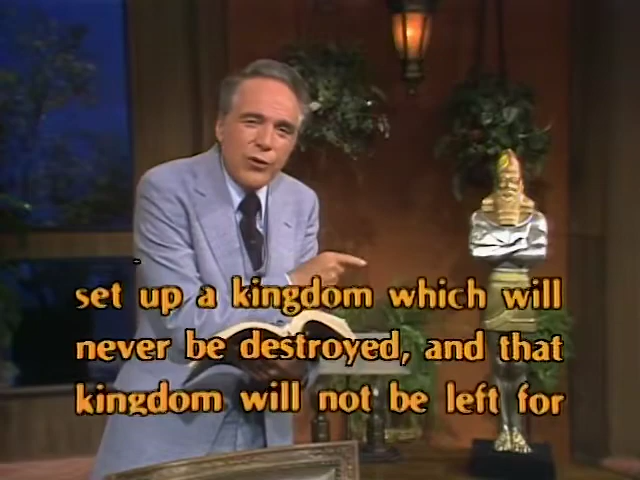 set up a kingdom which will
never be destroyed, and that
kingdom will not be left for